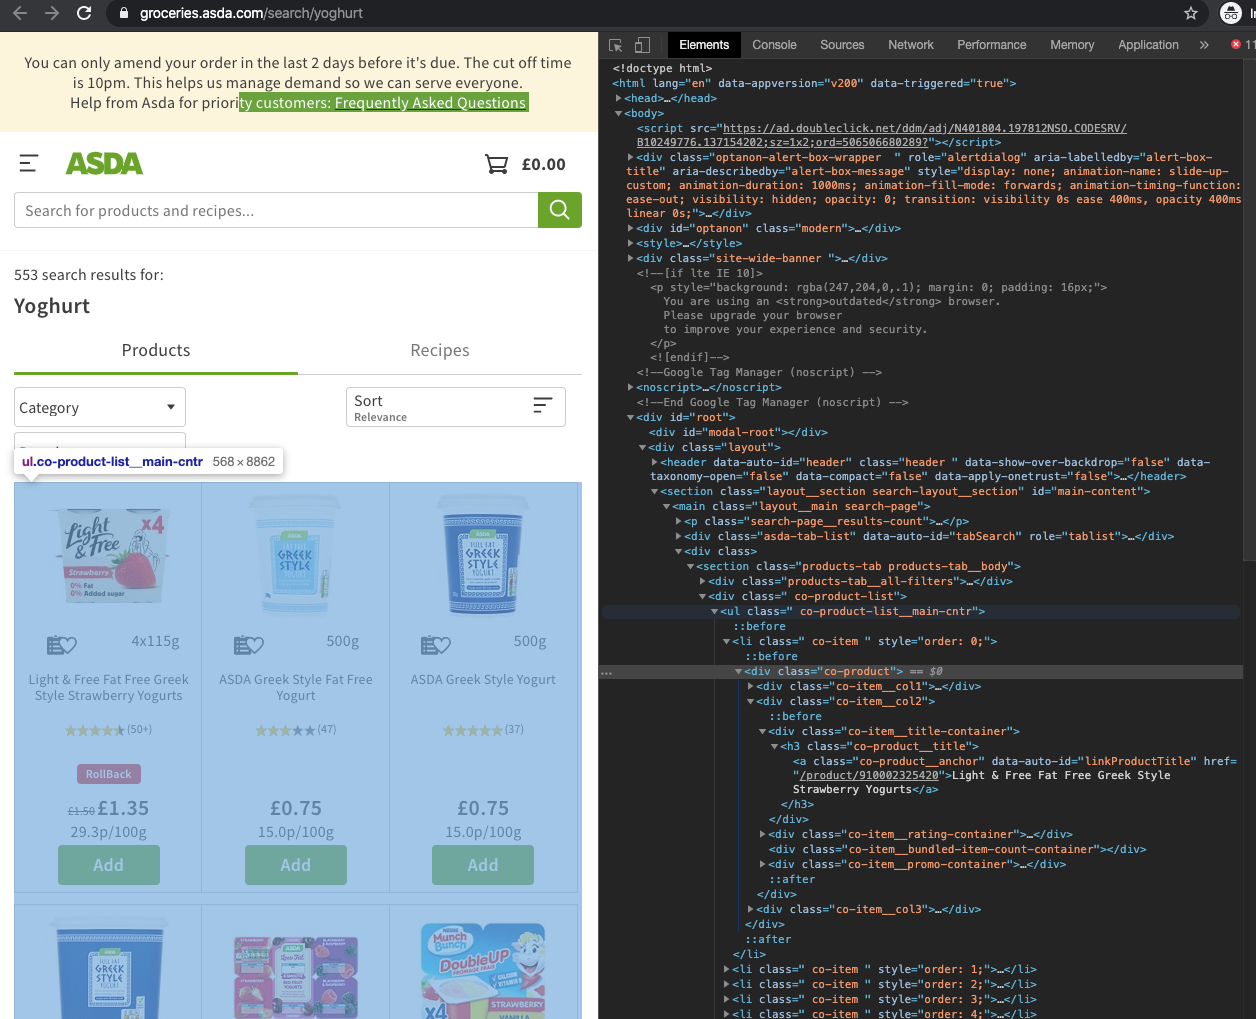 groceries.asda.com/search/yoghurt
You can only amend your order in the last 2 days before it's due. The cut off time
is 10pm. This helps us manage demand so we can serve everyone.
Help from Asda for priority customers: Frequently Asked Questions
ASDA
£0.00
Search for products and recipes...
553 search results for:
Yoghurt
Products
Recipes
Category
Sort
Relevance
ul.co-product-list__main-cntr 568 × 8862
Light & Free
x4
Strawberry
0% Fat
0% Added sugar
ASDA
FAT FREE
GREEK
STYLE
YOGURT
ASDA
FULL FAT
GREEK
STYLE
YOGURT
4x115g
500g
500g
Light & Free Fat Free Greek
Style Strawberry Yogurts
ASDA Greek Style Fat Free
Yogurt
ASDA Greek Style Yogurt
(50+)
(47)
(37)
RollBack
£1.50 £1.35
£0.75
£0.75
29.3p/100g
15.0p/100g
15.0p/100g
Add
Add
Add
FULL FAT
GREEK
STYLE
YOGURT
ASDA
Low Fat
Nestle
Munch
Bunch
DoubleUP
FROMAGE FRAIS
CALCIUM
VITAMIN D
STRAWBERRY
VANILLA
x4
Elements
Console
Sources
Network
Performance
Memory
Application
»
11
<!doctype html>
<html lang="en" data-appversion="v200" data-triggered="true">
<head>…</head>
<body>
<script src="https://ad.doubleclick.net/ddm/adj/N401804.197812NSO.CODESRV/
B10249776.137154202;sz=1x2;ord=506506680289?"></script>
<div class="optanon-alert-box-wrapper  " role="alertdialog" aria-labelledby="alert-box-
title" aria-describedby="alert-box-message" style="display: none; animation-name: slide-up-
custom; animation-duration: 1000ms; animation-fill-mode: forwards; animation-timing-function:
ease-out; visibility: hidden; opacity: 0; transition: visibility 0s ease 400ms, opacity 400ms
linear 0s;">…</div>
<div id="optanon" class="modern">…</div>
<style>…</style>
<div class="site-wide-banner ">…</div>
<!--[if lte IE 10]>
<p style="background: rgba(247,204,0,.1); margin: 0; padding: 16px;">
You are using an <strong>outdated</strong> browser.
Please upgrade your browser
to improve your experience and security.
</p>
<![endif]-->
<!--Google Tag Manager (noscript) -->
<noscript>…</noscript>
<!--End Google Tag Manager (noscript) -->
<div id="root">
<div id="modal-root"></div>
<div class="layout">
<header data-auto-id="header" class="header " data-show-over-backdrop="false" data-
taxonomy-open="false" data-compact="false" data-apply-onetrust="false">…</header>
<section class="layout__section search-layout__section" id="main-content">
<main class="layout__main search-page">
<p class="search-page__results-count">…</p>
<div class="asda-tab-list" data-auto-id="tabSearch" role="tablist">…</div>
<div class>
<section class="products-tab products-tab__body">
<div class="products-tab__all-filters">…</div>
<div class=" co-product-list">
<ul class=" co-product-list__main-cntr">
::before
<li class=" co-item " style="order: 0;">
::before
… <div class="co-product"> == $0
<div class="co-item__col1">…</div>
<div class="co-item__col2">
::before
<div class="co-item__title-container">
<h3 class="co-product__title">
<a class="co-product__anchor" data-auto-id="linkProductTitle" href=
"/product/910002325420">Light & Free Fat Free Greek Style
Strawberry Yogurts</a>
</h3>
</div>
<div class="co-item__rating-container">…</div>
<div class="co-item__bundled-item-count-container"></div>
<div class="co-item__promo-container">…</div>
::after
</div>
<div class="co-item__col3">…</div>
</div>
::after
</li>
<li class=" co-item " style="order: 1;">…</li>
<li class=" co-item " style="order: 2;">…</li>
<li class=" co-item " style="order: 3;">…</li>
<li class=" co-item " style="order: 4;">…</li>